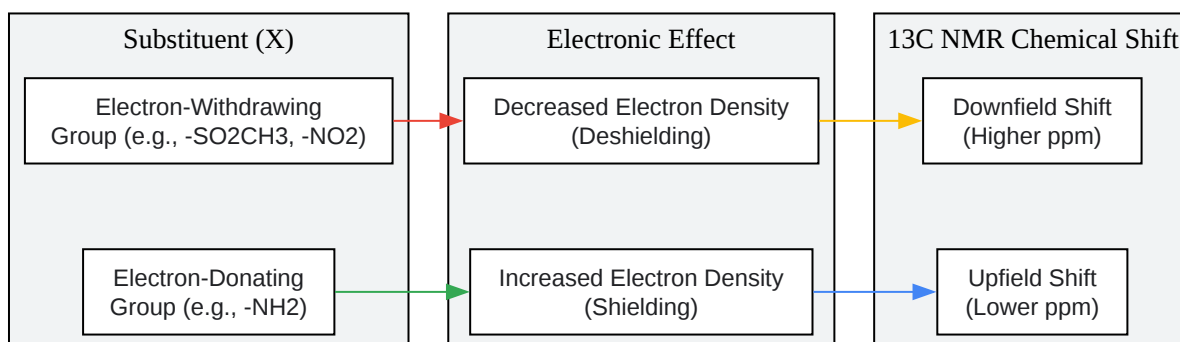 Substituent (X)
Electron-Withdrawing
Group (e.g., -SO2CH3, -NO2)
Electron-Donating
Group (e.g., -NH2)
Electronic Effect
Decreased Electron Density
(Deshielding)
Increased Electron Density
(Shielding)
13C NMR Chemical Shift
Downfield Shift
(Higher ppm)
Upfield Shift
(Lower ppm)